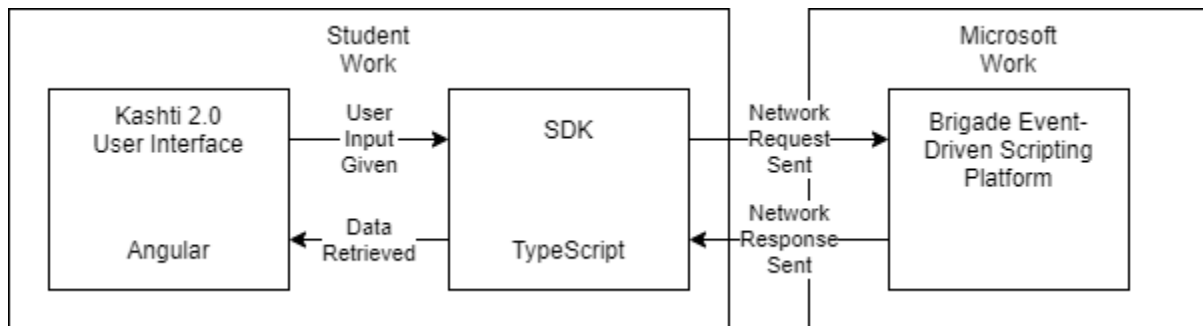 Student
Work
Microsoft
Work
Kashti 2.0
User Interface
User
Input
Given
SDK
Network
Request
Sent
Brigade Event-
Driven Scripting
Platform
Angular
Data
Retrieved
TypeScript
Network
Response
Sent